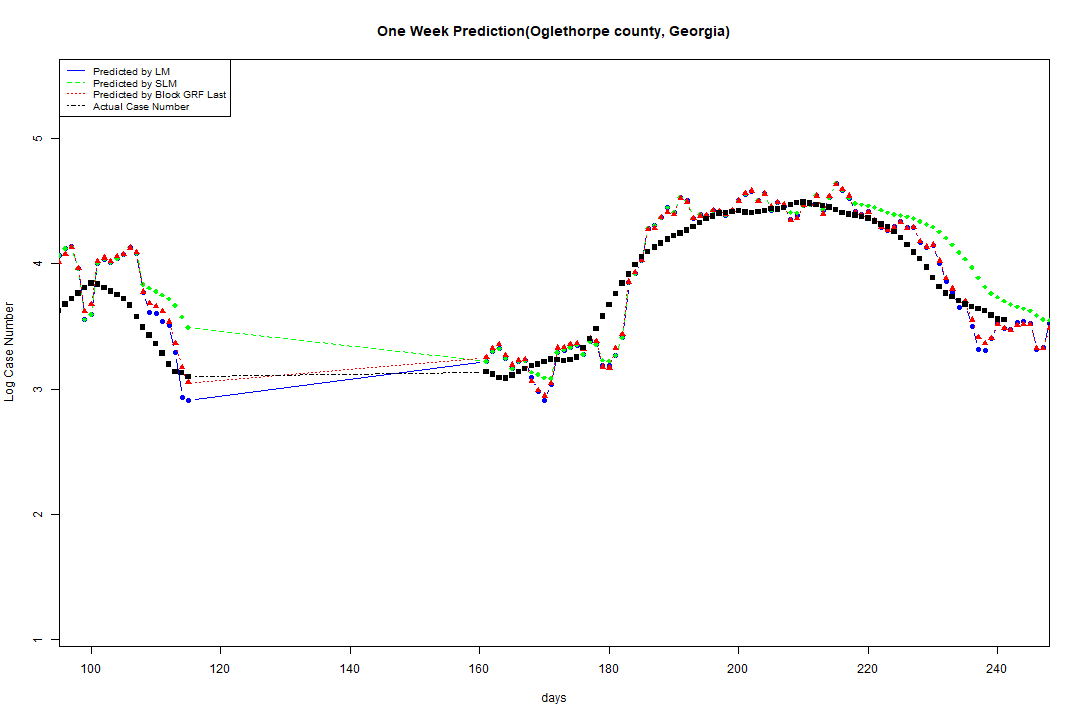 One Week Prediction(Oglethorpe county, Georgia)
Predicted by LM
Predicted by SLM
Predicted by Block GRF Last
Actual Case Number
Log Case Number
5
4
3
2
1
100 120 140 160 180 200 220 240
days